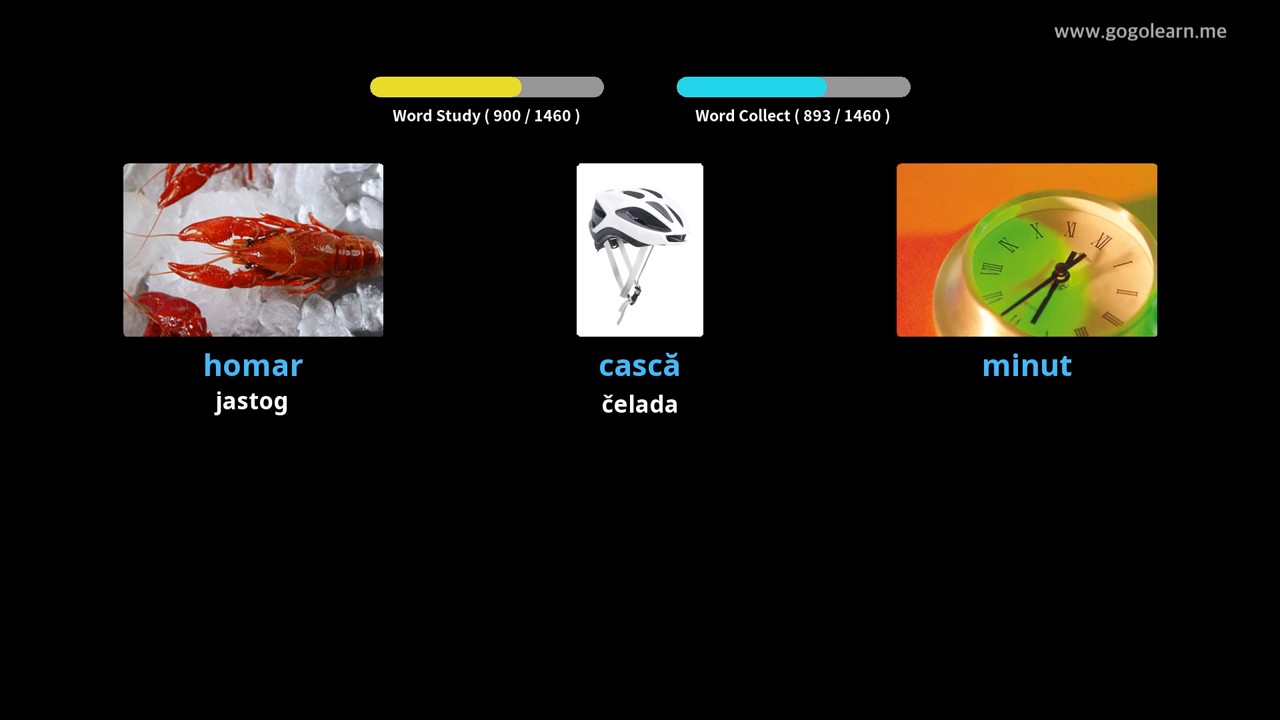 www.gogolearn.me
Word Study ( 900 / 1460 )
Word Collect ( 893 / 1460 )
homar
cască
minut
jastog
čelada